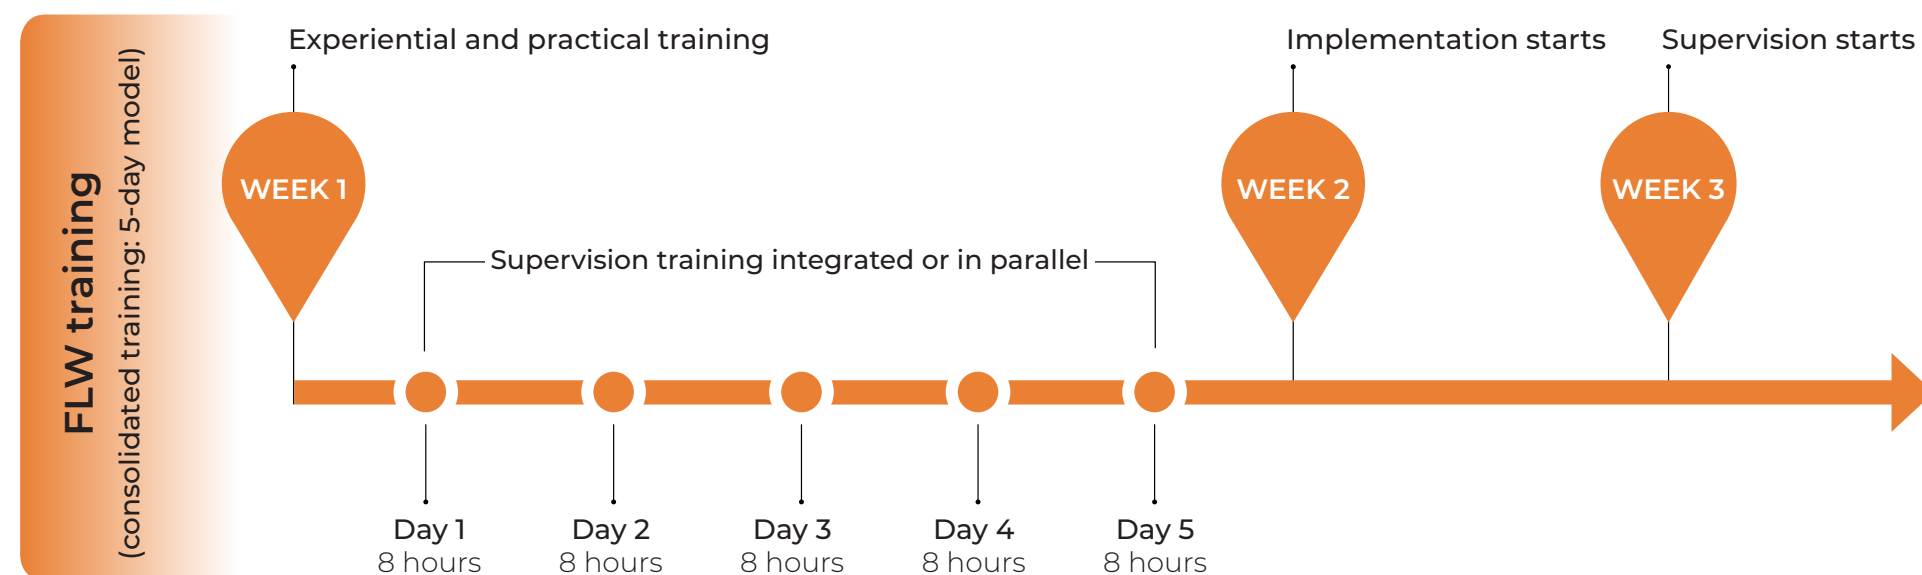 FLW training
(consolidated training: 5-day model)
Experiential and practical training
Implementation starts
Supervision starts
WEEK 1
WEEK 2
WEEK 3
Supervision training integrated or in parallel
Day 1
8 hours
Day 2
8 hours
Day 3
8 hours
Day 4
8 hours
Day 5
8 hours